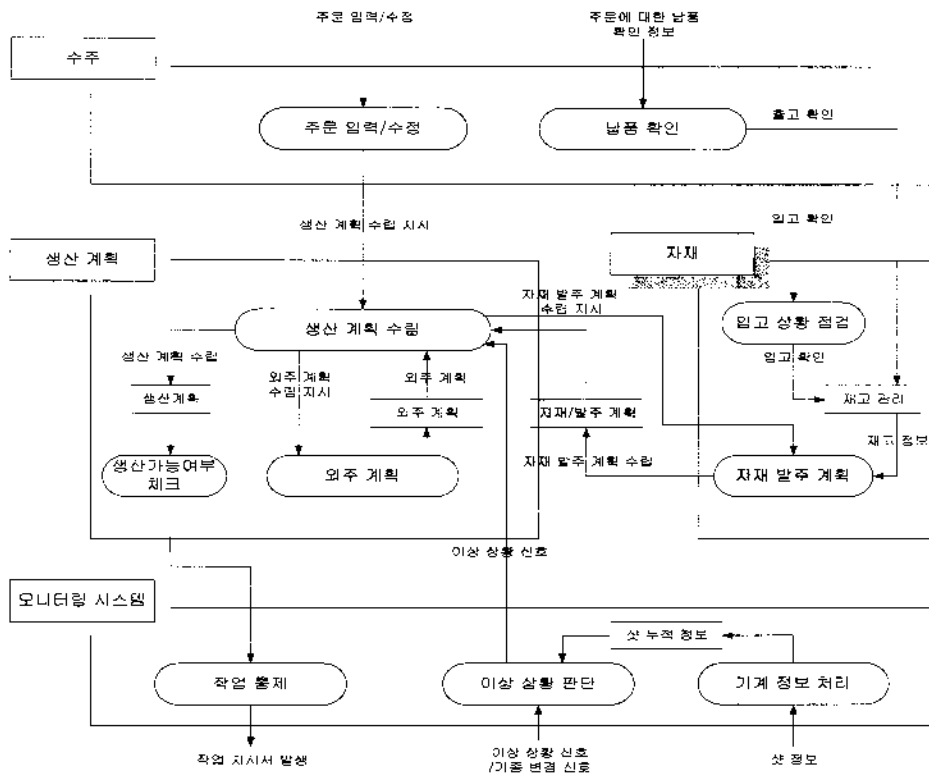 주문 입력/수정
주문에 대한 납품
확인 정보
수주
주문 입력/수정
납품 확인
출고 확인
생산 계획 수립 지시
입고 확인
생산 계획
자재
자재 발주 계획
수립 지시
생산 계획 수립
입고 상황 점검
생산 계획 수립
외주 계획
수립 지시
외주 계획
입고 확인
생산계획
외주 계획
자재/발주 계획
재고 관리
재고 정보
생산가능여부
체크
외주 계획
자재 발주 계획 수립
자재 발주 계획
이상 상황 신호
모니터링 시스템
샷 누적 정보
작업 통제
이상 상황 판단
기계 정보 처리
작업 지시서 발생
이상 상황 신호
/기종 변경 신호
샷 정보